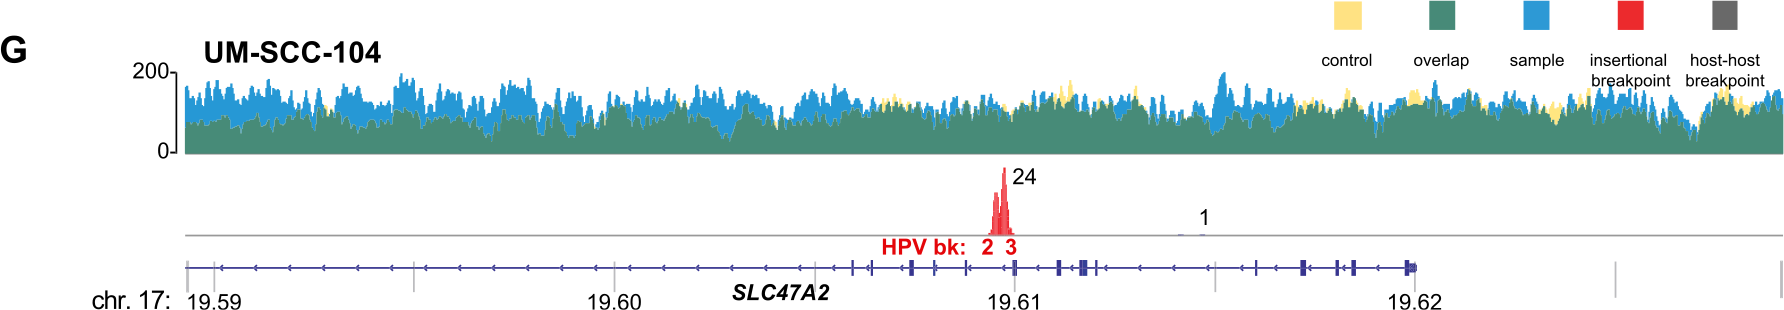 G
UM-SCC-104
control
overlap
sample
insertional
breakpoint
host-host
breakpoint
200
0
24
1
HPV bk: 2 3
SLC47A2
chr. 17: 19.59 19.60 19.61 19.62